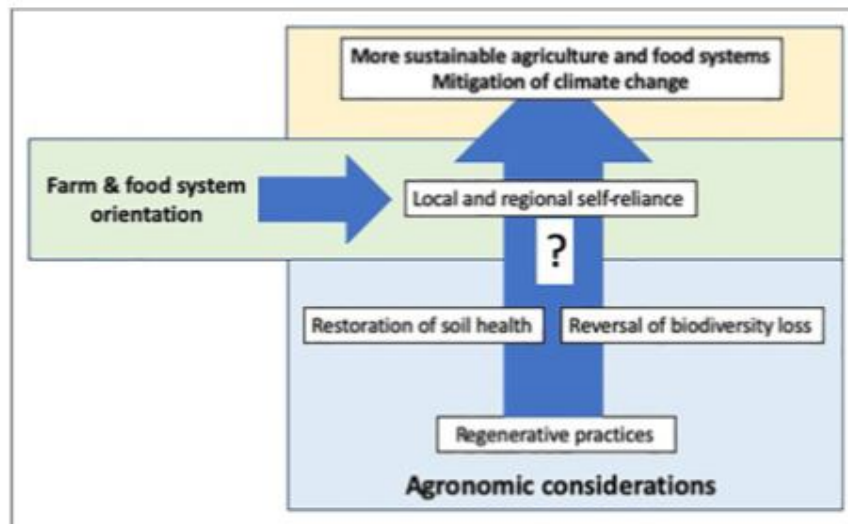 More sustainable agriculture and food systems
Mitigation of climate change
Farm & food system
orientation
Local and regional self-reliance
?
Restoration of soil health
Reversal of biodiversity loss
Regenerative practices
Agronomic considerations